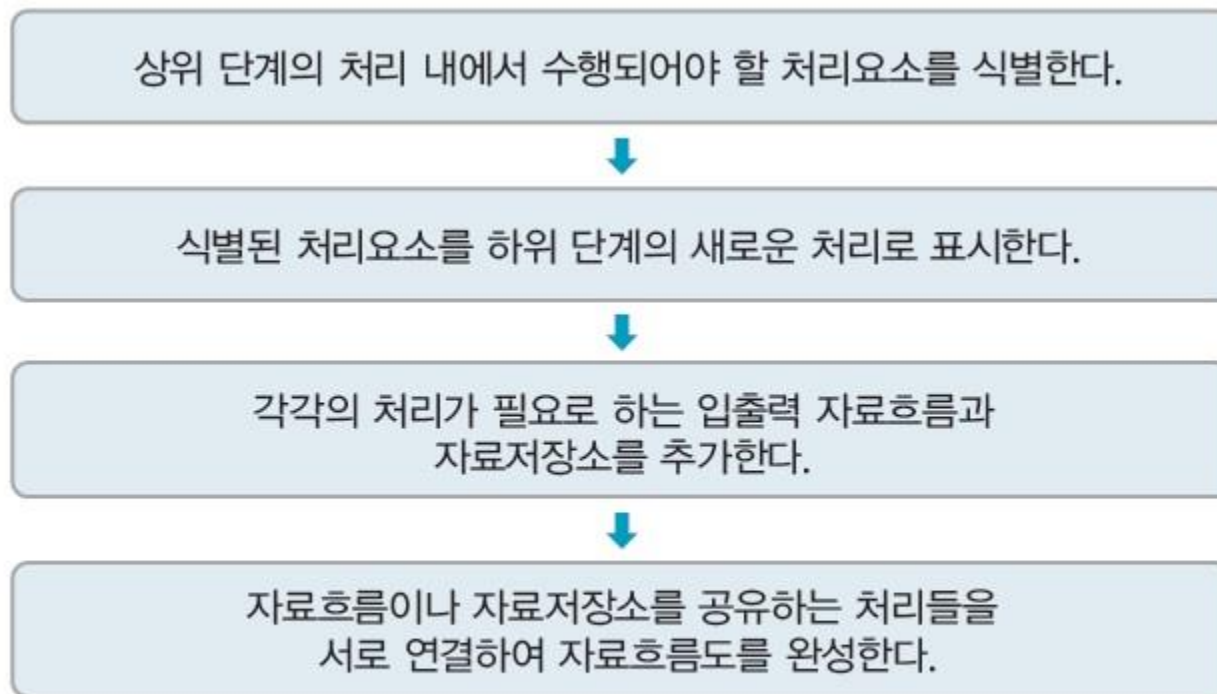 상위 단계의 처리 내에서 수행되어야 할 처리요소를 식별한다.
식별된 처리요소를 하위 단계의 새로운 처리로 표시한다.
각각의 처리가 필요로 하는 입출력 자료흐름과
자료저장소를 추가한다.
자료흐름이나 자료저장소를 공유하는 처리들을
서로 연결하여 자료흐름도를 완성한다.